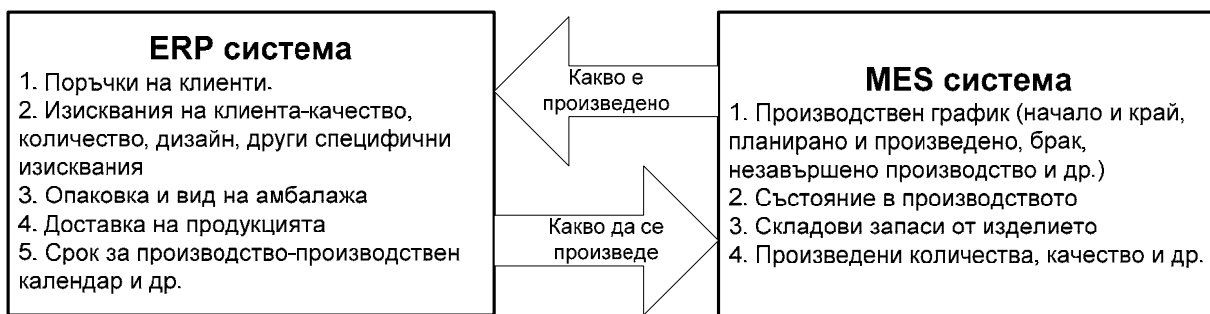 ERP система
1. Поръчки на клиенти.
2. Изисквания на клиента-качество,
количество, дизайн, други специфични
изисквания
3. Опаковка и вид на амбалажа
4. Доставка на продукцията
5. Срок за производство-производствен
календар и др.
Какво е
произведено
Какво да се
произведе
MES система
1. Производствен график (начало и край,
планирано и произведено, брак,
незавършено производство и др.)
2. Състояние в производството
3. Складови запаси от изделието
4. Произведени количества, качество и др.